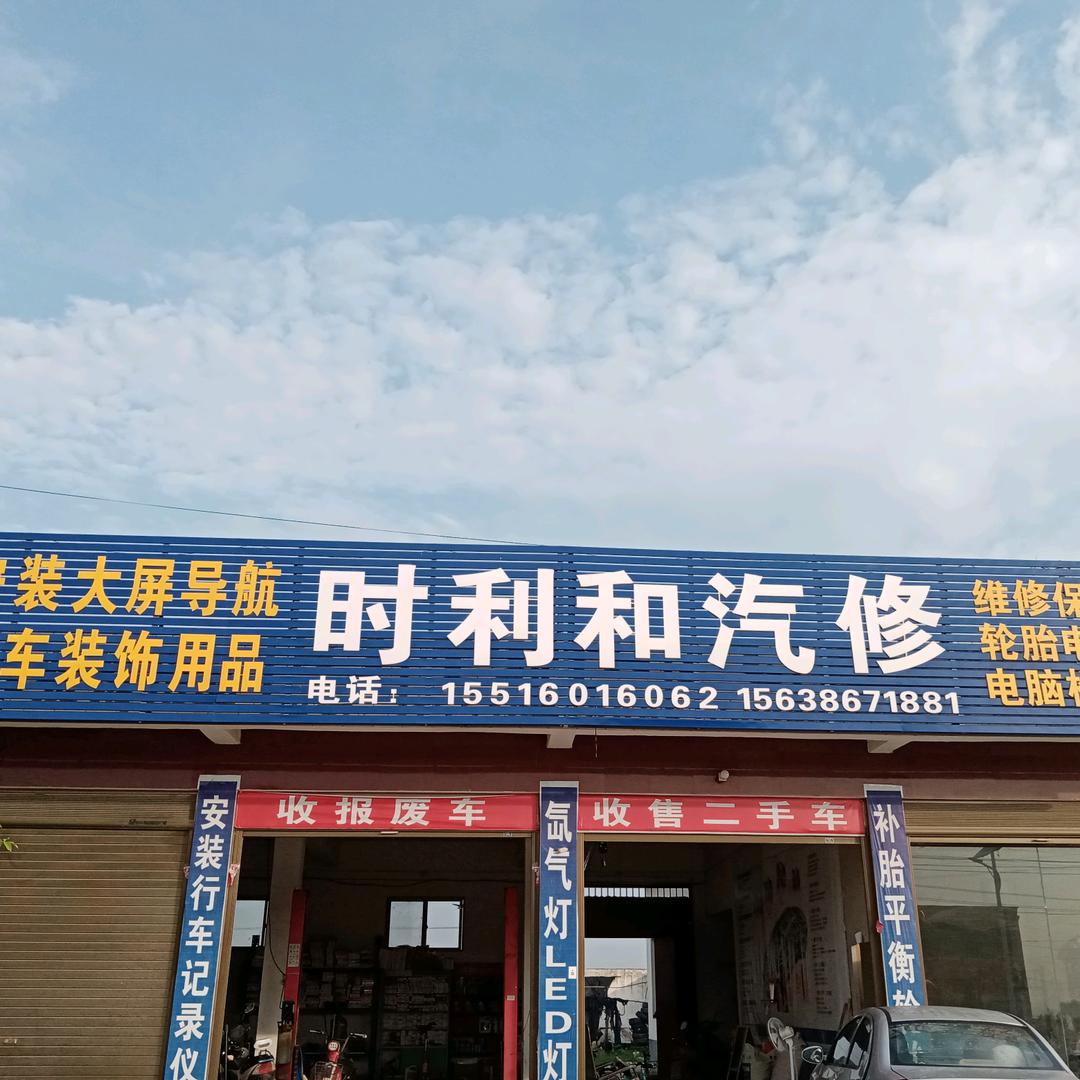 装大屏导航
车装饰用品
时利和汽修
电话: 15516016062 15638671881
维修保
轮胎电
电脑
安装行车记录仪
收报废车
氙气灯LED灯
收售二手车
补胎平衡轮